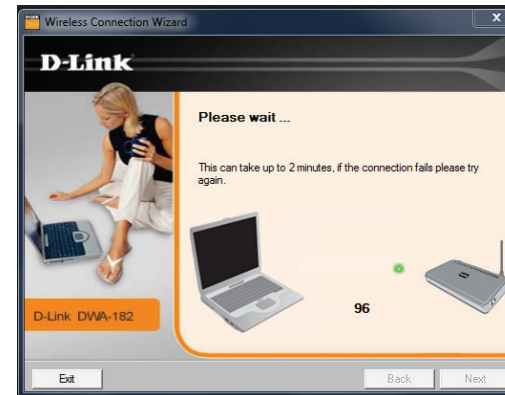 Wireless Connection Wizard
X
D-Link
Please wait ...
This can take up to 2 minutes, if the connection fails please try
again.
96
D-Link DWA-182
Exit
Back
Next